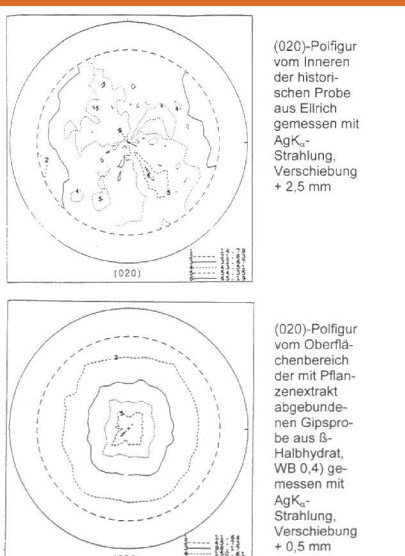 (020)-Polfigur
vom Inneren
der histori-
schen Probe
aus Ellrich
gemessen mit
AgKα-
Strahlung,
Verschiebung
+ 2,5 mm
(020)
(020)-Polfigur
vom Oberflä-
chenbereich
der mit Pflan-
zenextrakt
abgebunde-
nen Gipspro-
be aus ß-
Halbhydrat,
WB 0,4) ge-
messen mit
AgKα-
Strahlung,
Verschiebung
+ 0,5 mm